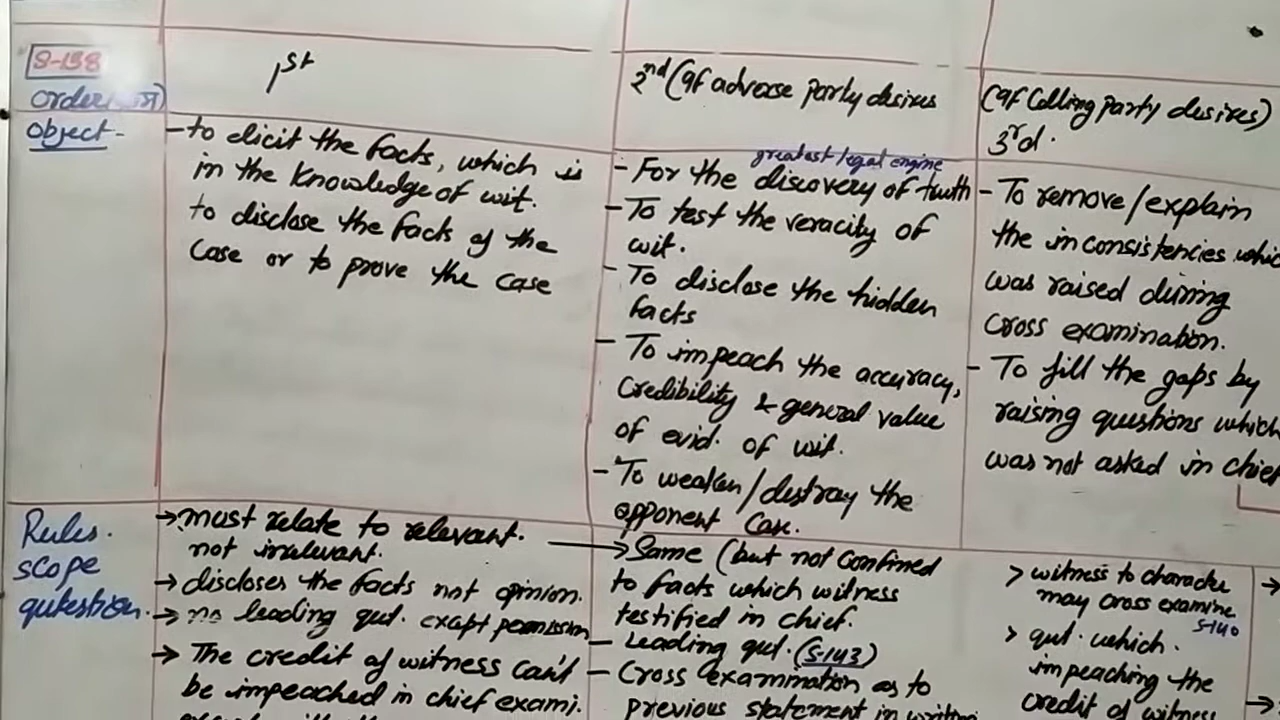 S-138
order
1st
2nd (If adverse party desires
(If Calling party desires)
3rd.
object -
- to elicit the facts, which is
in the knowledge of wit.
to disclose the facts of the
case or to prove the case
greatest legal engine
- For the discovery of truth
- To test the veracity of
wit.
- To disclose the hidden
facts
- To impeach the accuracy,
Credibility & general value
of evid. of wit.
- To weaken/destray the
opponent Case.
- To remove/explain
the inconsistencies whic
was raised during
cross examination.
- To fill the gaps by
raising questions which
was not asked in chief
Rules.
scope
question.
→ must relate to relevant.
not irrelevant.
→ discloses the facts not opinion.
→ no leading qut. exapt permission
→ The credit of witness can't
be impeached in chief exami.
→ Same (but not confined
to facts which witness
testified in chief.
- Leading qut. (S-143)
- Cross examination as to
previous statement in writing
> witness to character
may cross examine
S-140
> qut. which.
impeaching the
credit of witness